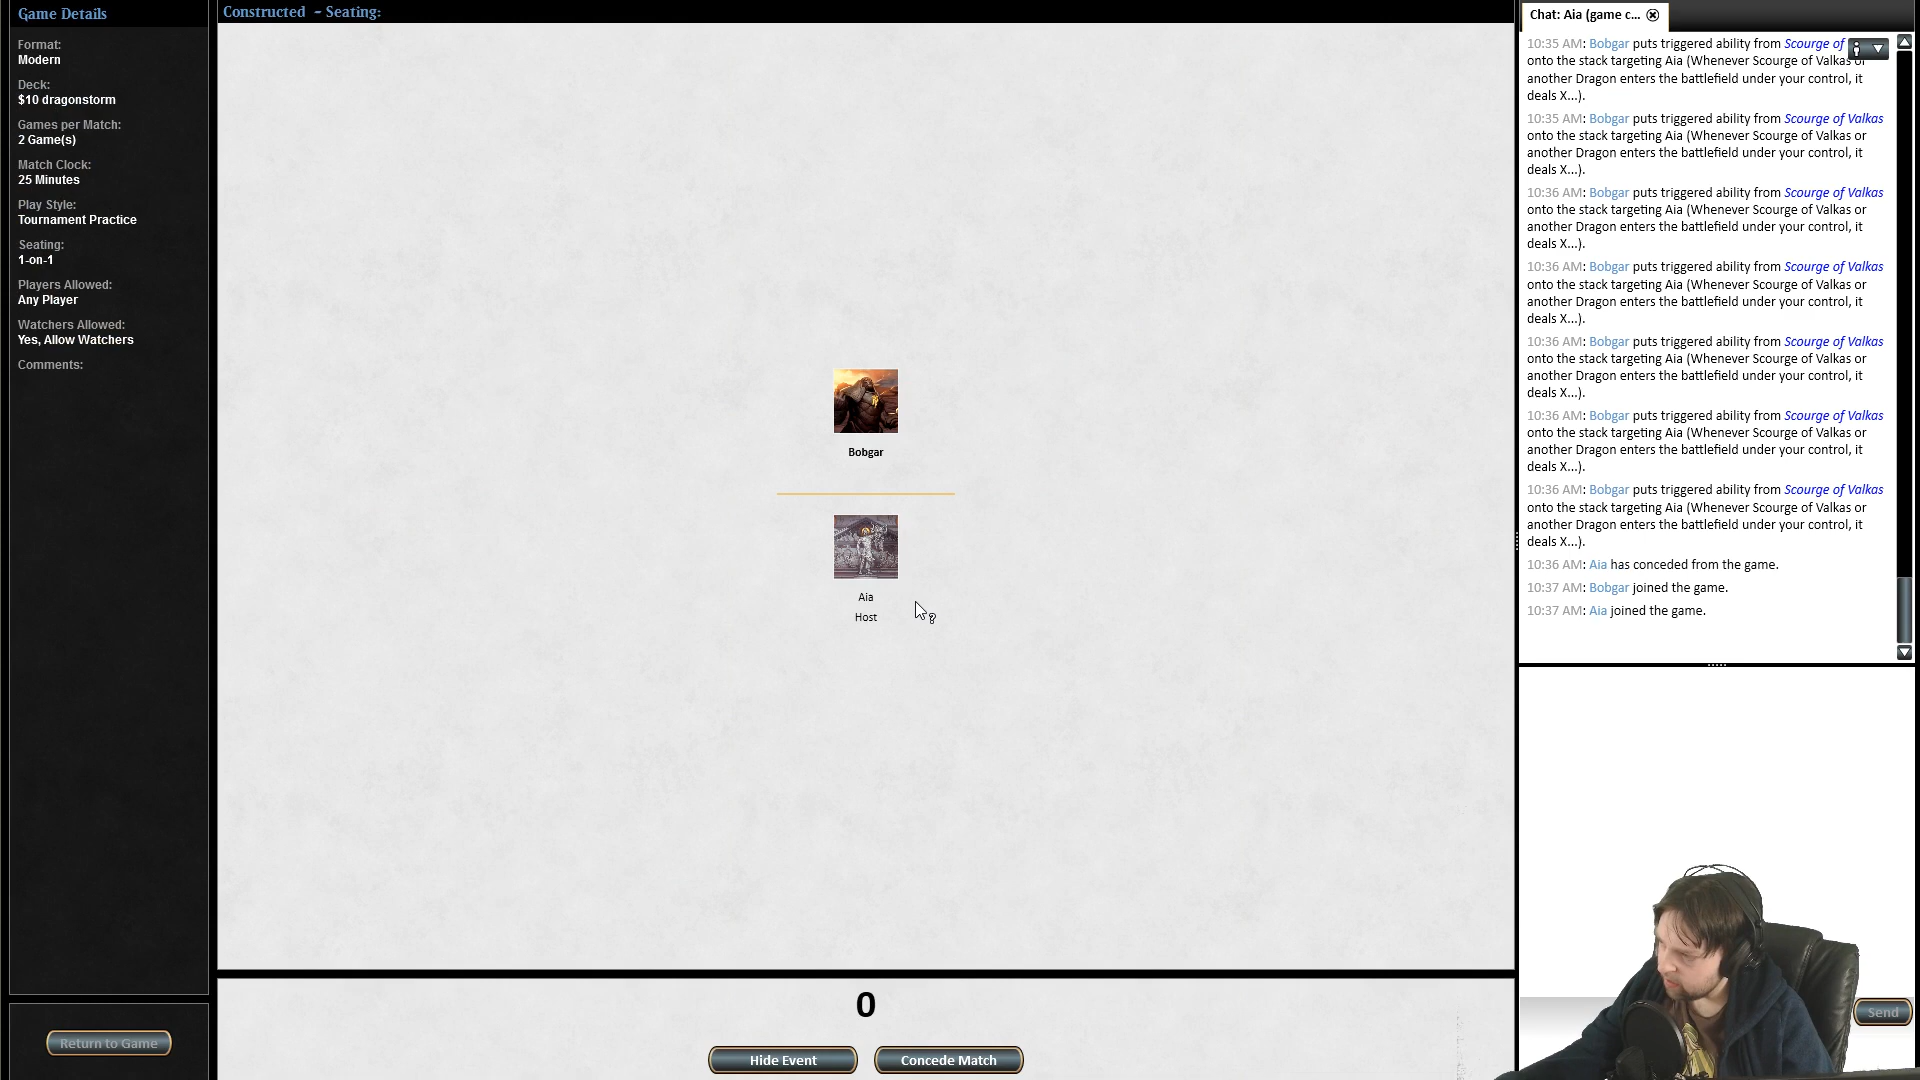 Game Details
Format:
Modern
Deck:
$10 dragonstorm
Games per Match:
2 Game(s)
Match Clock:
25 Minutes
Play Style:
Tournament Practice
Seating:
1-on-1
Players Allowed:
Any Player
Watchers Allowed:
Yes, Allow Watchers
Comments:
Return to Game
Constructed - Seating:
Bobgar
Aia
Host
0
Hide Event
Concede Match
Chat: Aia (game c...
10:35 AM: Bobgar puts triggered ability from Scourge of
onto the stack targeting Aia (Whenever Scourge of Valkas or
another Dragon enters the battlefield under your control, it
deals X...).
10:35 AM: Bobgar puts triggered ability from Scourge of Valkas
onto the stack targeting Aia (Whenever Scourge of Valkas or
another Dragon enters the battlefield under your control, it
deals X...).
10:36 AM: Bobgar puts triggered ability from Scourge of Valkas
onto the stack targeting Aia (Whenever Scourge of Valkas or
another Dragon enters the battlefield under your control, it
deals X...).
10:36 AM: Bobgar puts triggered ability from Scourge of Valkas
onto the stack targeting Aia (Whenever Scourge of Valkas or
another Dragon enters the battlefield under your control, it
deals X...).
10:36 AM: Bobgar puts triggered ability from Scourge of Valkas
onto the stack targeting Aia (Whenever Scourge of Valkas or
another Dragon enters the battlefield under your control, it
deals X...).
10:36 AM: Bobgar puts triggered ability from Scourge of Valkas
onto the stack targeting Aia (Whenever Scourge of Valkas or
another Dragon enters the battlefield under your control, it
deals X...).
10:36 AM: Bobgar puts triggered ability from Scourge of Valkas
onto the stack targeting Aia (Whenever Scourge of Valkas or
another Dragon enters the battlefield under your control, it
deals X...).
10:36 AM: Aia has conceded from the game.
10:37 AM: Bobgar joined the game.
10:37 AM: Aia joined the game.
Send